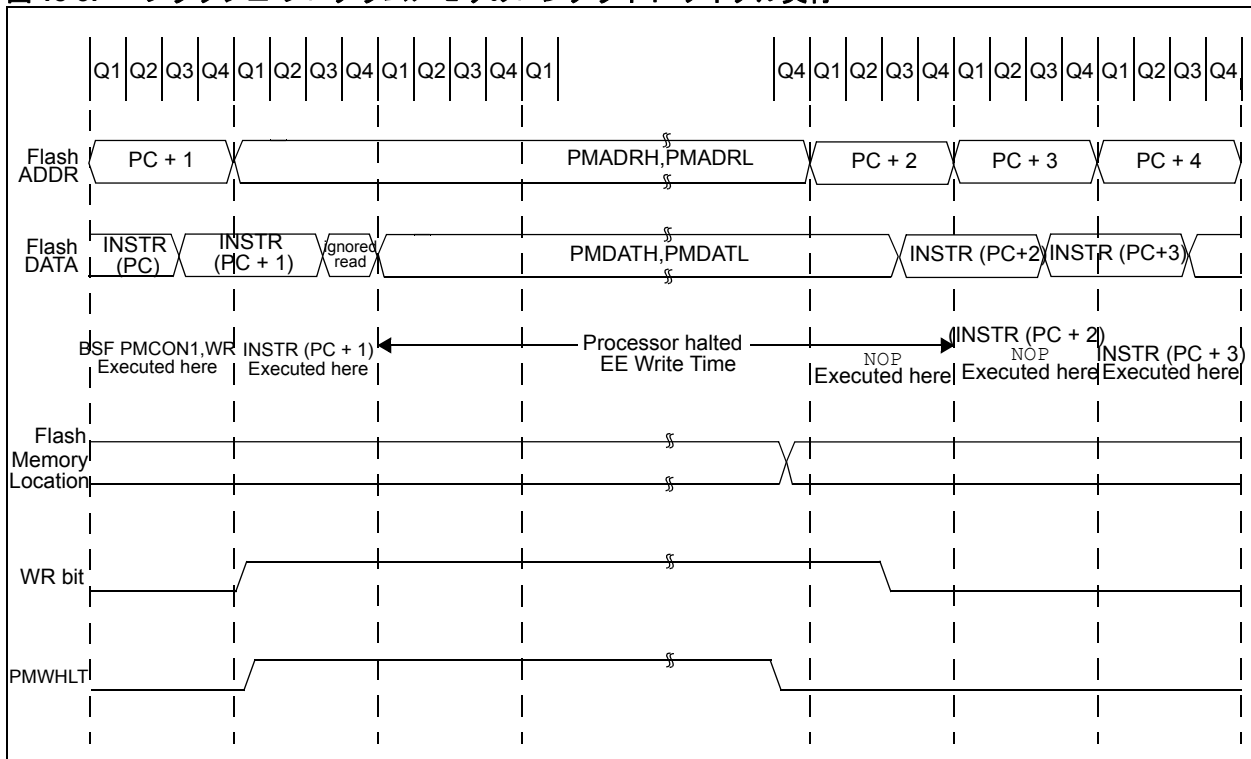 Q1 Q2 Q3 Q4 Q1 Q2 Q3 Q4 Q1 Q2 Q3 Q4 Q1 Q4 Q1 Q2 Q3 Q4 Q1 Q2 Q3 Q4 Q1 Q2 Q3 Q4
Flash
ADDR
PC + 1
PMADRH,PMADRL
PC + 2
PC + 3
PC + 4
Flash
DATA
INSTR
(PC)
INSTR
(PC + 1)
ignored
read
PMDATH,PMDATL
INSTR (PC+2)
INSTR (PC+3)
BSF PMCON1,WR
Executed here
INSTR (PC + 1)
Executed here
Processor halted
EE Write Time
NOP
Executed here
(INSTR (PC + 2)
NOP
Executed here
INSTR (PC + 3)
Executed here
Flash
Memory
Location
WR bit
PMWHLT